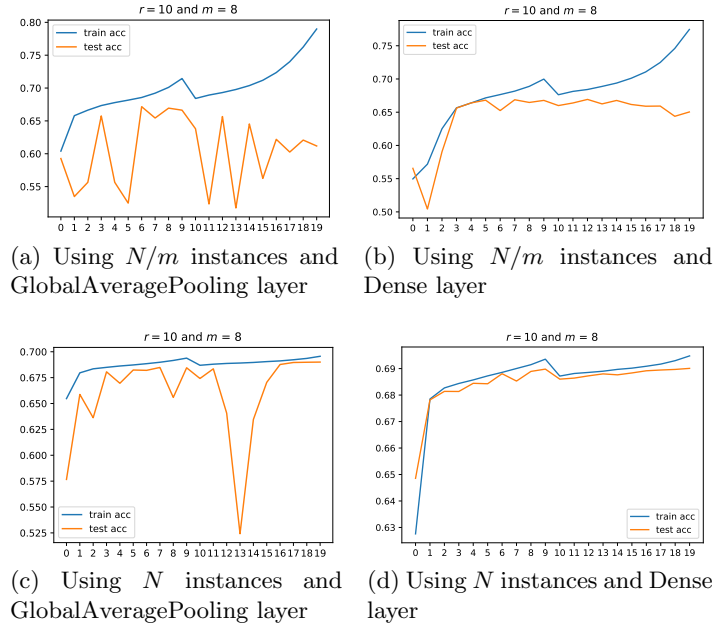 r = 10 and m = 8
0.80
0.75
0.70
0.65
0.60
0.55
train acc
test acc
0 1 2 3 4 5 6 7 8 9 10 11 12 13 14 15 16 17 18 19
(a) Using N/m instances and
GlobalAveragePooling layer
r = 10 and m = 8
0.75
0.70
0.65
0.60
0.55
0.50
train acc
test acc
0 1 2 3 4 5 6 7 8 9 10 11 12 13 14 15 16 17 18 19
(b) Using N/m instances and
Dense layer
r = 10 and m = 8
0.700
0.675
0.650
0.625
0.600
0.575
0.550
0.525
train acc
test acc
0 1 2 3 4 5 6 7 8 9 10 11 12 13 14 15 16 17 18 19
(c) Using N instances and
GlobalAveragePooling layer
r = 10 and m = 8
0.69
0.68
0.67
0.66
0.65
0.64
0.63
train acc
test acc
0 1 2 3 4 5 6 7 8 9 10 11 12 13 14 15 16 17 18 19
(d) Using N instances and Dense
layer